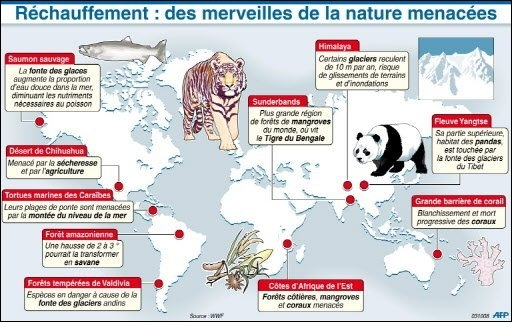 Réchauffement : des merveilles de la nature menacées
Saumon sauvage
La fonte des glaces
augmente la proportion
d'eau douce dans la mer,
diminuant les nutriments
nécessaires au poisson
Désert de Chihuahua
Menacé par la sécheresse
et par l'agriculture
Tortues marines des Caraïbes
Leurs plages de ponte sont menacées
par la montée du niveau de la mer
Forêt amazonienne
Une hausse de 2 à 3 °
pourrait la transformer
en savane
Forêts tempérées de Valdivia
Espèces en danger à cause de la
fonte des glaciers andins
Sunderbands
Plus grande région
de forêts de mangroves
du monde, où vit
le Tigre du Bengale
Himalaya
Certains glaciers reculent
de 10 m par an, risque
de glissements de terrains
et d'inondations
Fleuve Yangtse
Sa partie supérieure,
habitat des pandas,
est touchée par
la fonte des glaciers
du Tibet
Grande barrière de corail
Blanchissement et mort
progressive des coraux
Côtes d'Afrique de l'Est
Forêts côtières, mangroves
et coraux menacés
Source : WWF
031008 AFP